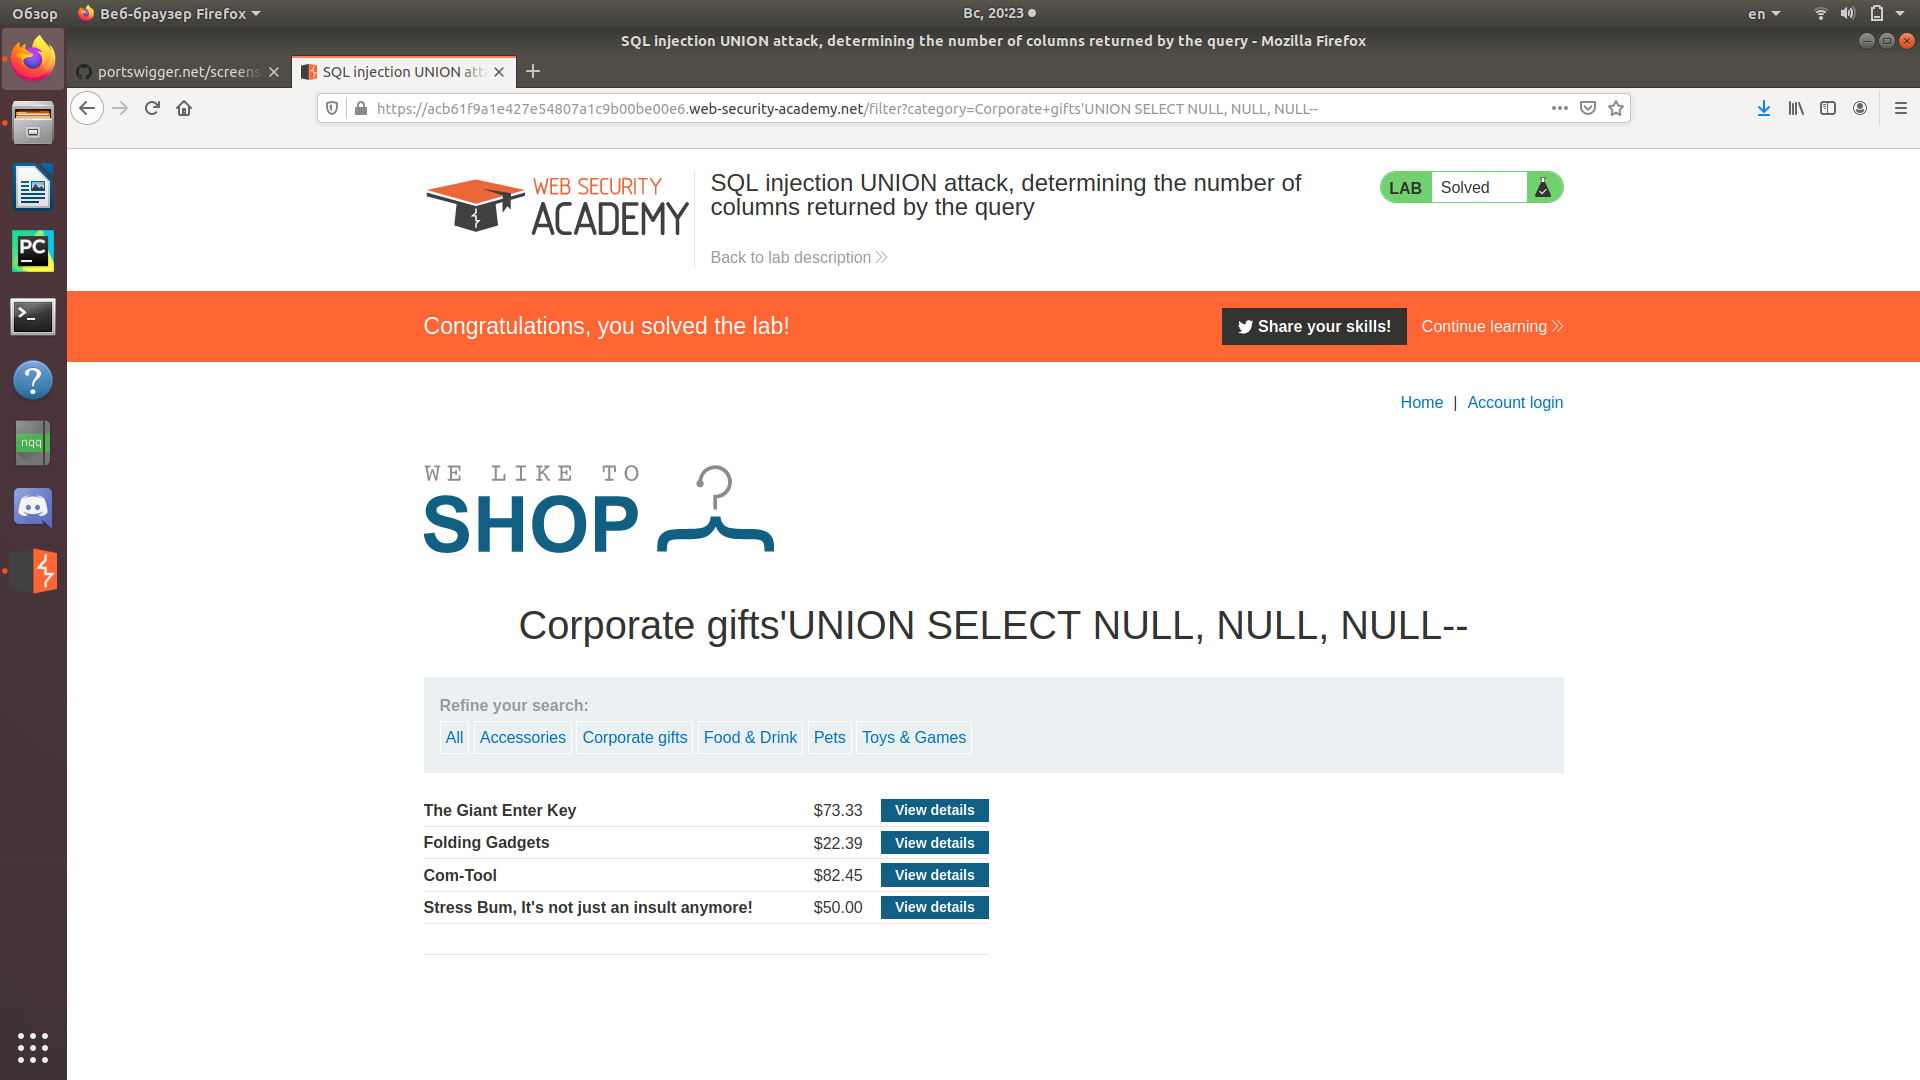 Обзор Веб-браузер Firefox Вс, 20:23 en
SQL injection UNION attack, determining the number of columns returned by the query - Mozilla Firefox
portswigger.net/screens SQL injection UNION atta
https://acb61f9a1e427e54807a1c9b00be00e6.web-security-academy.net/filter?category=Corporate+gifts'UNION SELECT NULL, NULL, NULL--
WEB SECURITY
ACADEMY
SQL injection UNION attack, determining the number of
columns returned by the query
LAB Solved
Back to lab description
Congratulations, you solved the lab!
Share your skills! Continue learning
Home | Account login
WE LIKE TO
SHOP
Corporate gifts'UNION SELECT NULL, NULL, NULL--
Refine your search:
All Accessories Corporate gifts Food & Drink Pets Toys & Games
The Giant Enter Key $73.33 View details
Folding Gadgets $22.39 View details
Com-Tool $82.45 View details
Stress Bum, It's not just an insult anymore! $50.00 View details
PC
nqq